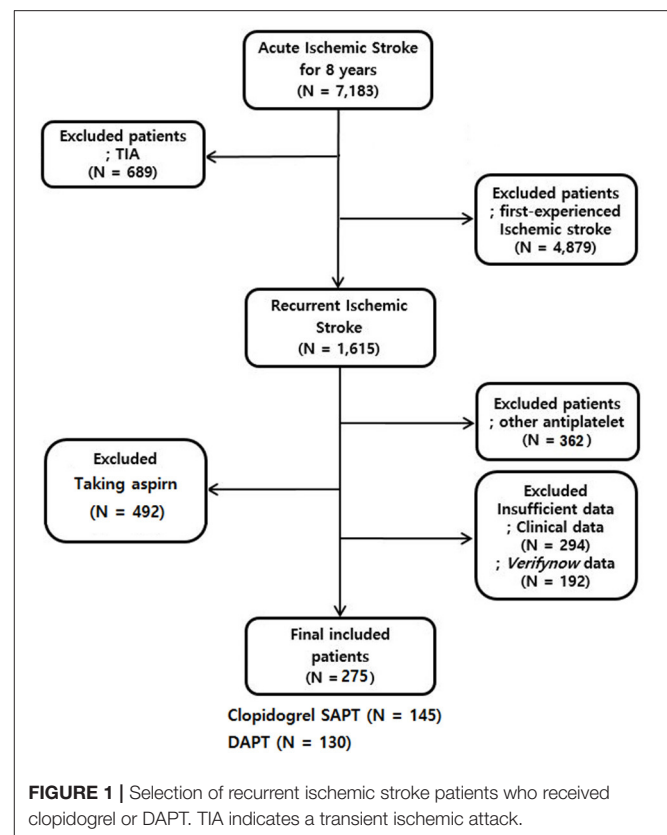 Acute Ischemic Stroke
for 8 years
(N = 7,183)
Excluded patients
; TIA
(N = 689)
Excluded patients
; first-experienced
Ischemic stroke
(N = 4,879)
Recurrent Ischemic
Stroke
(N = 1,615)
Excluded patients
; other antiplatelet
(N = 362)
Excluded
Taking aspirn
(N = 492)
Excluded
Insufficient data
; Clinical data
(N = 294)
; Verifynow data
(N = 192)
Final included
patients
(N = 275)
Clopidogrel SAPT (N = 145)
DAPT (N = 130)
FIGURE 1 | Selection of recurrent ischemic stroke patients who received
clopidogrel or DAPT. TIA indicates a transient ischemic attack.